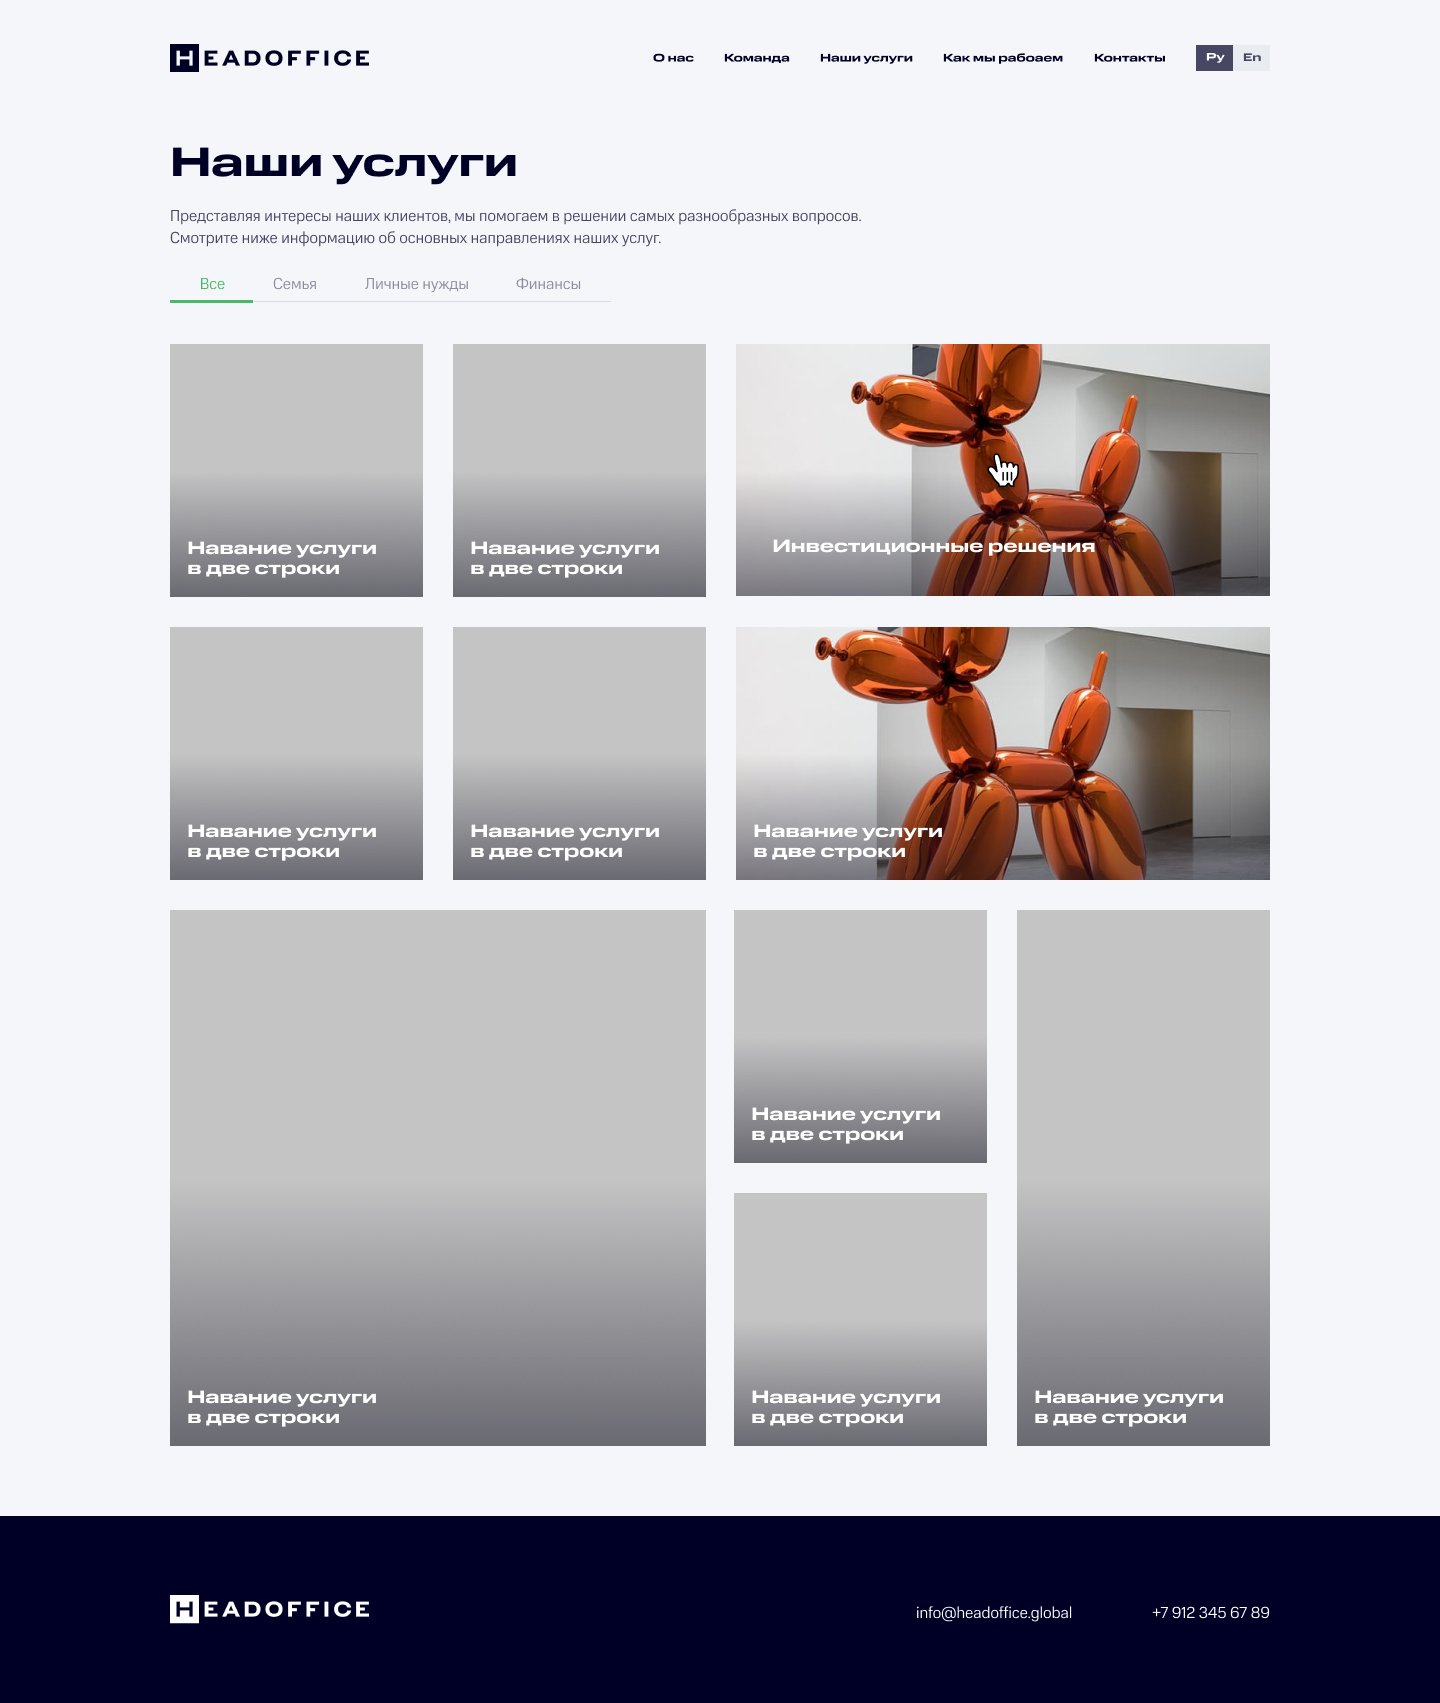 HEADOFFICE
О нас Команда Наши услуги Как мы рабоаем Контакты Ру En
Наши услуги
Представляя интересы наших клиентов, мы помогаем в решении самых разнообразных вопросов.
Смотрите ниже информацию об основных направлениях наших услуг.
Все Семья Личные нужды Финансы
Навание услуги
в две строки
Навание услуги
в две строки
Инвестиционные решения
Навание услуги
в две строки
Навание услуги
в две строки
Навание услуги
в две строки
Навание услуги
в две строки
Навание услуги
в две строки
Навание услуги
в две строки
Навание услуги
в две строки
HEADOFFICE
info@headoffice.global
+7 912 345 67 89